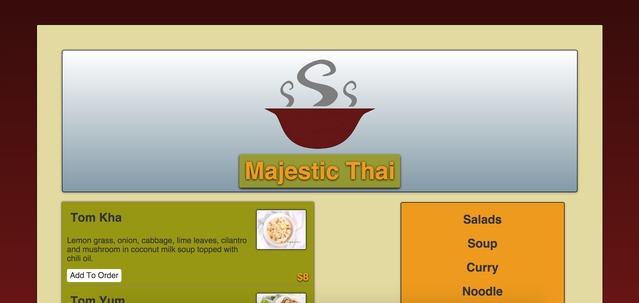 Majestic Thai
Tom Kha
Lemon grass, onion, cabbage, lime leaves, cilantro
and mushroom in coconut milk soup topped with
chili oil.
Add To Order
$8
Tom Yum
Salads
Soup
Curry
Noodle